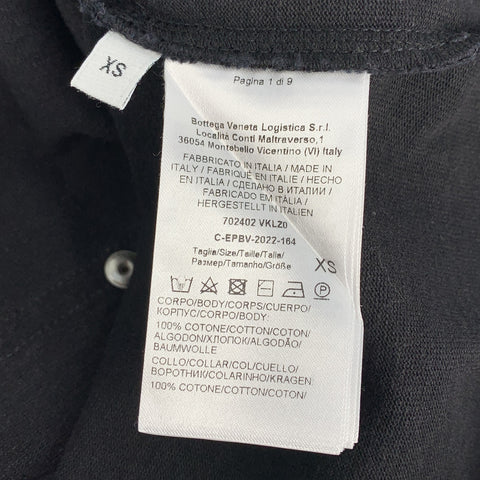 XS
Pagina 1 di 9
Bottega Veneta Logistica S.r.l.
Località Conti Maltraverso,1
36054 Montebello Vicentino (VI) Italy
FABBRICATO IN ITALIA / MADE IN
ITALY / FABRIQUÉ EN ITALIE / HECHO
EN ITALIA / СДЕЛАНО В ИТАЛИИ /
FABRICADO EM ITÁLIA /
HERGESTELLT IN ITALIEN
702402 VKLZ0
C-EPBV-2022-164
Taglia/Size/Taille/Talla/
Размер/Tamanho/Größe
XS
CORPO/BODY/CORPS/CUERPO/
КОРПУС/CORPO/KÖRPER:
100% COTONE/COTTON/COTON/
ALGODON/ХЛОПОК/ALGODÃO/
BAUMWOLLE
COLLO/COLLAR/COL/CUELLO/
ВОРОТНИК/COLARINHO/KRAGEN:
100% COTONE/COTTON/COTON/